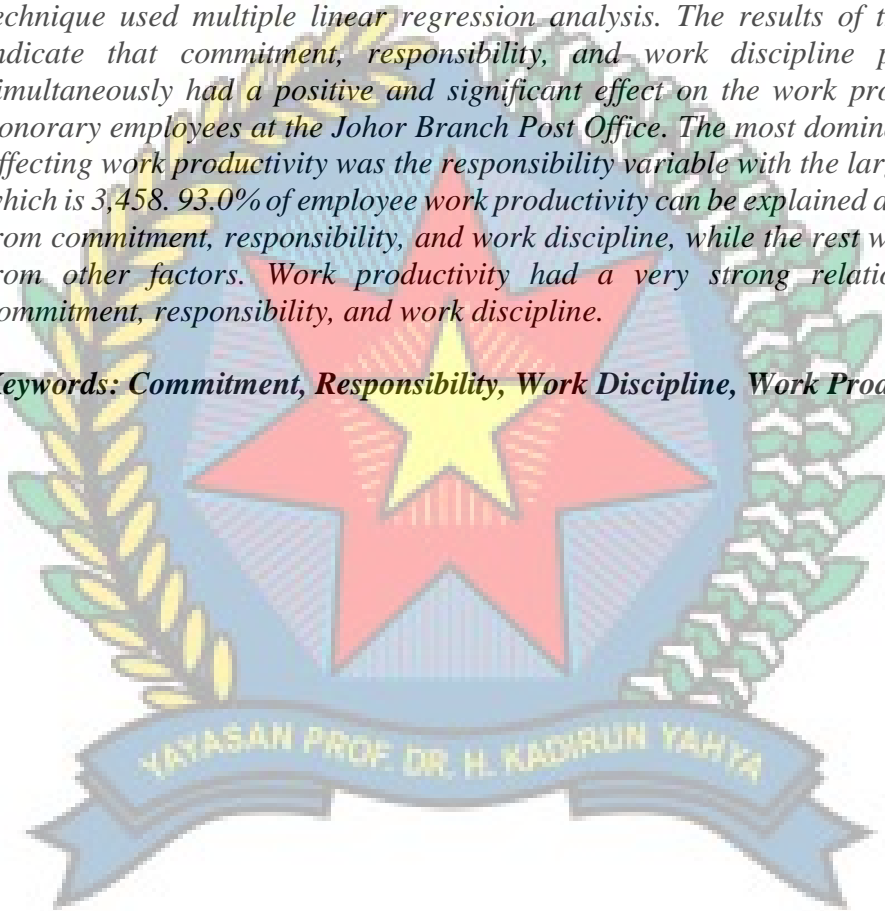 technique used multiple linear regression analysis. The results of t
indicate that commitment, responsibility, and work discipline p
simultaneously had a positive and significant effect on the work pro
honorary employees at the Johor Branch Post Office. The most domina
affecting work productivity was the responsibility variable with the larg
which is 3,458. 93.0% of employee work productivity can be explained a
from commitment, responsibility, and work discipline, while the rest w
from other factors. Work productivity had a very strong relatio
commitment, responsibility, and work discipline.
Keywords: Commitment, Responsibility, Work Discipline, Work Prod
YAYASAN PROF. DR. H. KADIRUN YAHYA